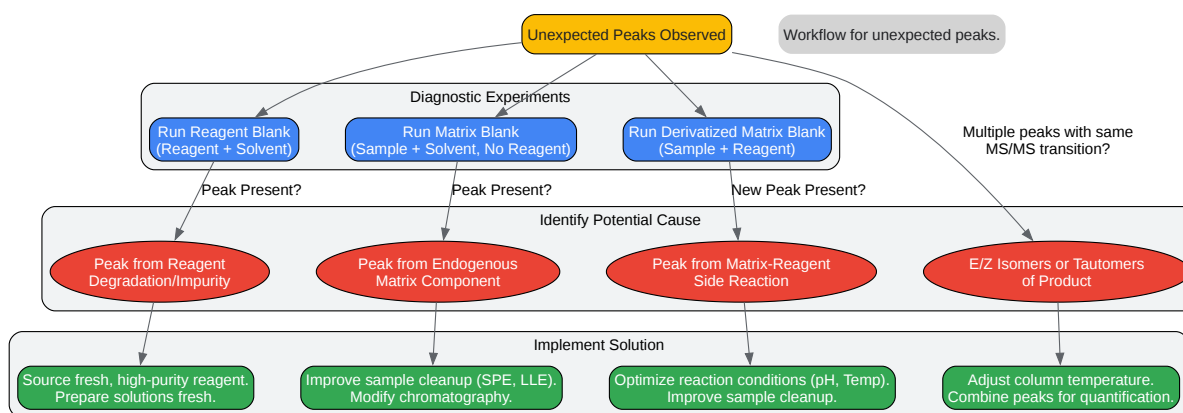 Unexpected Peaks Observed
Workflow for unexpected peaks.
Diagnostic Experiments
Run Reagent Blank
(Reagent + Solvent)
Run Matrix Blank
(Sample + Solvent, No Reagent)
Run Derivatized Matrix Blank
(Sample + Reagent)
Multiple peaks with same
MS/MS transition?
Peak Present?
Peak Present?
New Peak Present?
Identify Potential Cause
Peak from Reagent
Degradation/Impurity
Peak from Endogenous
Matrix Component
Peak from Matrix-Reagent
Side Reaction
E/Z Isomers or Tautomers
of Product
Implement Solution
Source fresh, high-purity reagent.
Prepare solutions fresh.
Improve sample cleanup (SPE, LLE).
Modify chromatography.
Optimize reaction conditions (pH, Temp).
Improve sample cleanup.
Adjust column temperature.
Combine peaks for quantification.